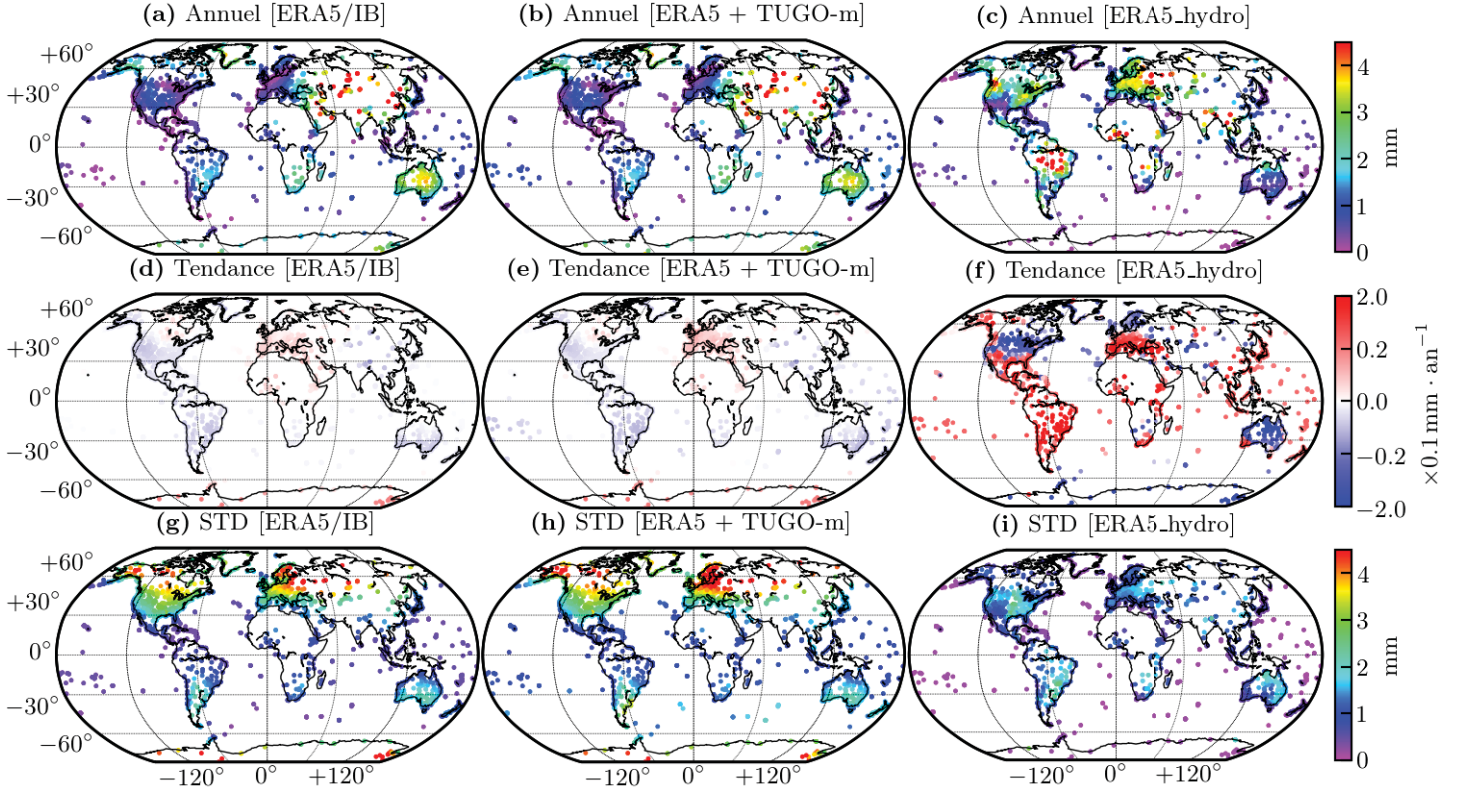 (a) Annuel [ERA5/IB]
(b) Annuel [ERA5 + TUGO-m]
(c) Annuel [ERA5_hydro]
+60°
+30°
0°
−30°
−60°
4
3
2
1
0
mm
(d) Tendance [ERA5/IB]
(e) Tendance [ERA5 + TUGO-m]
(f) Tendance [ERA5_hydro]
+60°
+30°
0°
−30°
−60°
2.0
0.2
0.0
−0.2
−2.0
×0.1 mm · an⁻¹
(g) STD [ERA5/IB]
(h) STD [ERA5 + TUGO-m]
(i) STD [ERA5_hydro]
+60°
+30°
0°
−30°
−60°
4
3
2
1
0
mm
−120° 0° +120°
−120° 0° +120°
−120° 0° +120°